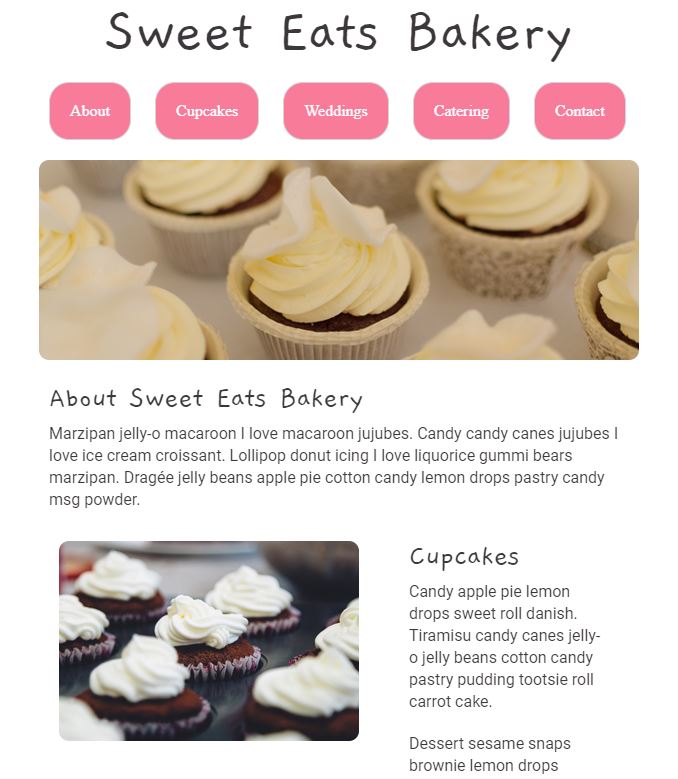 Sweet Eats Bakery
About Cupcakes Weddings Catering Contact
About Sweet Eats Bakery
Marzipan jelly-o macaroon I love macaroon jujubes. Candy candy canes jujubes I
love ice cream croissant. Lollipop donut icing I love liquorice gummi bears
marzipan. Dragée jelly beans apple pie cotton candy lemon drops pastry candy
msg powder.
Cupcakes
Candy apple pie lemon
drops sweet roll danish.
Tiramisu candy canes jelly-
o jelly beans cotton candy
pastry pudding tootsie roll
carrot cake.
Dessert sesame snaps
brownie lemon drops